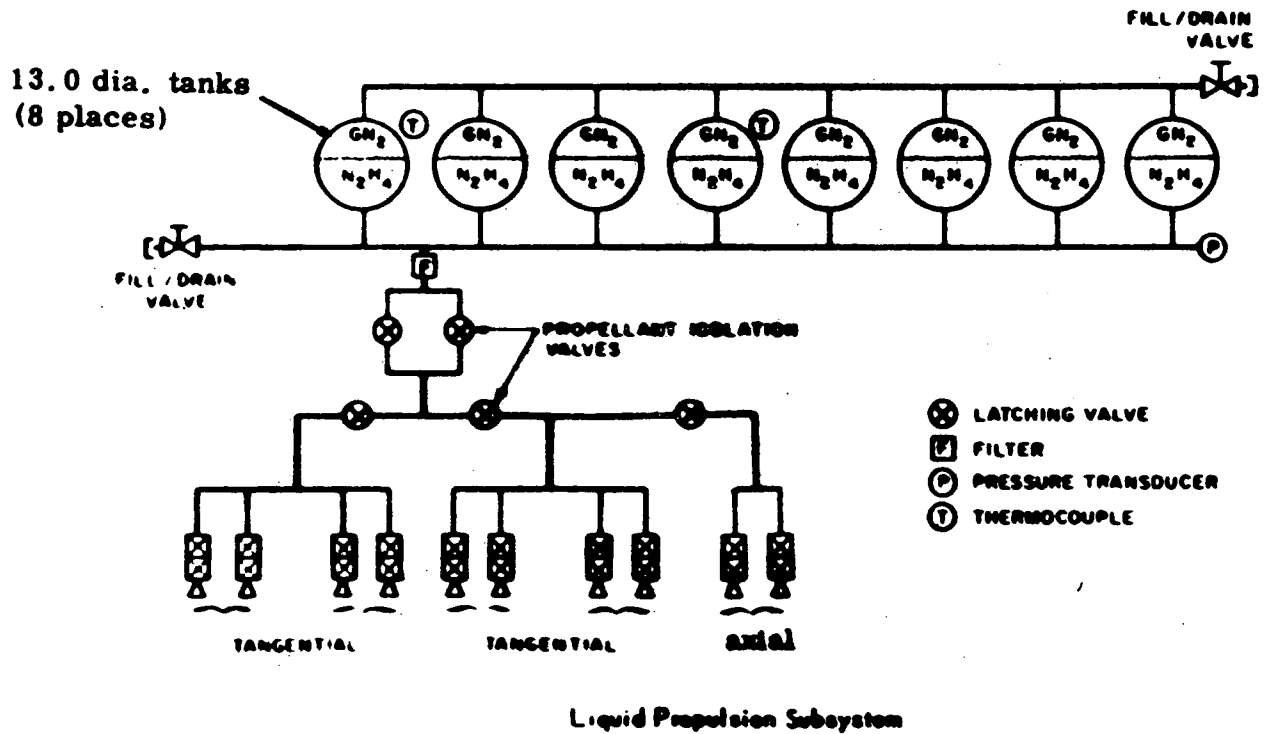 FILL/DRAIN
VALVE
13.0 dia. tanks
(8 places)
GN2
N2H4
T
GN2
N2H4
GN2
N2H4
GN2
N2H4
T
GN2
N2H4
GN2
N2H4
GN2
N2H4
GN2
N2H4
P
FILL/DRAIN
VALVE
F
PROPELLANT ISOLATION
VALVES
LATCHING VALVE
F FILTER
P PRESSURE TRANSDUCER
T THERMOCOUPLE
TANGENTIAL
TANGENTIAL
axial
Liquid Propulsion Subsystem